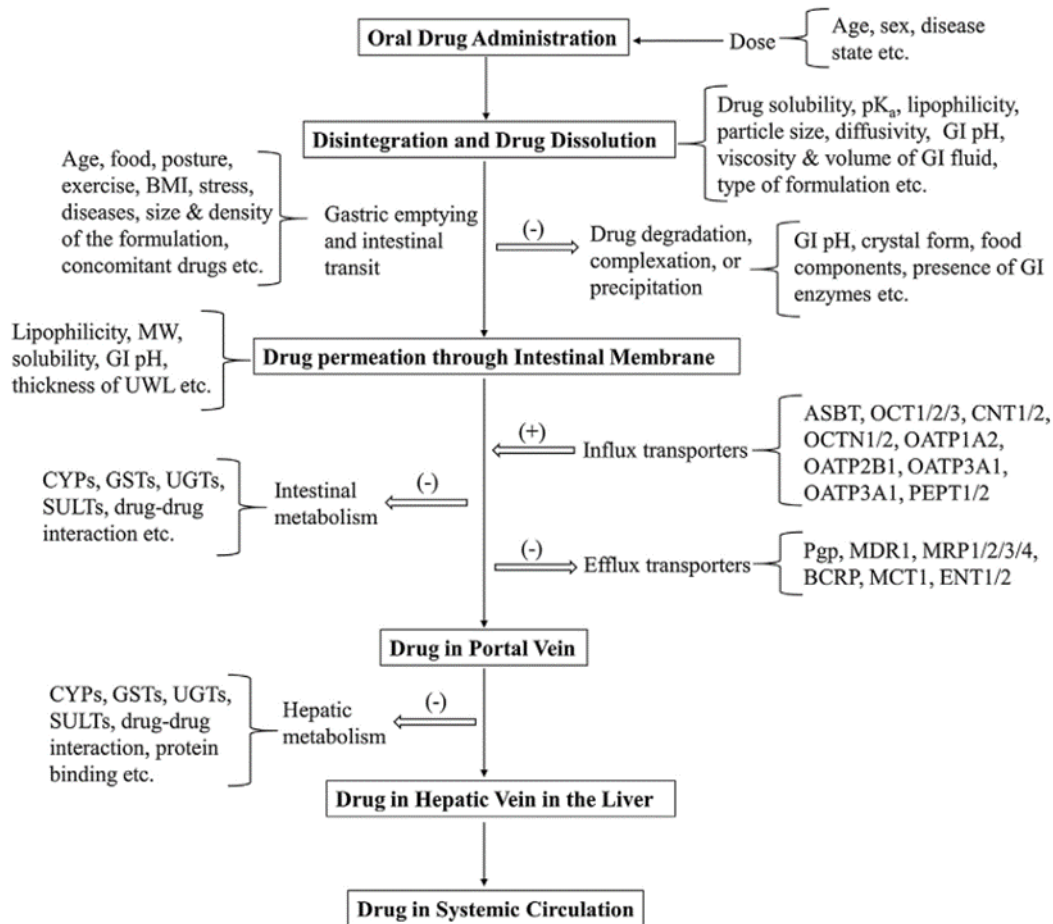 Oral Drug Administration
Dose
Age, sex, disease
state etc.
Disintegration and Drug Dissolution
Drug solubility, pKₐ, lipophilicity,
particle size, diffusivity, GI pH,
viscosity & volume of GI fluid,
type of formulation etc.
Age, food, posture,
exercise, BMI, stress,
diseases, size & density
of the formulation,
concomitant drugs etc.
Gastric emptying
and intestinal
transit
(-)
Drug degradation,
complexation, or
precipitation
GI pH, crystal form, food
components, presence of GI
enzymes etc.
Lipophilicity, MW,
solubility, GI pH,
thickness of UWL etc.
Drug permeation through Intestinal Membrane
(+)
Influx transporters
ASBT, OCT1/2/3, CNT1/2,
OCTN1/2, OATP1A2,
OATP2B1, OATP3A1,
OATP3A1, PEPT1/2
CYPs, GSTs, UGTs,
SULTs, drug-drug
interaction etc.
Intestinal
metabolism
(-)
(-)
Efflux transporters
Pgp, MDR1, MRP1/2/3/4,
BCRP, MCT1, ENT1/2
Drug in Portal Vein
CYPs, GSTs, UGTs,
SULTs, drug-drug
interaction, protein
binding etc.
Hepatic
metabolism
(-)
Drug in Hepatic Vein in the Liver
Drug in Systemic Circulation